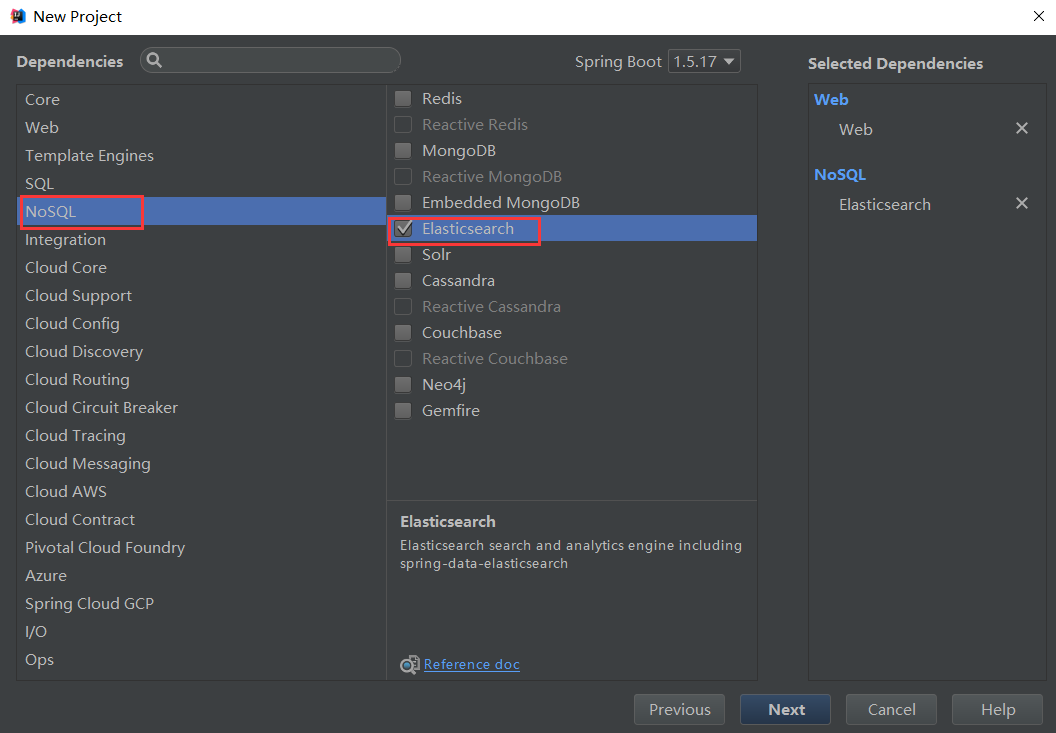 New Project
Dependencies
Spring Boot 1.5.17
Selected Dependencies
Core
Web
Template Engines
SQL
NoSQL
Integration
Cloud Core
Cloud Support
Cloud Config
Cloud Discovery
Cloud Routing
Cloud Circuit Breaker
Cloud Tracing
Cloud Messaging
Cloud AWS
Cloud Contract
Pivotal Cloud Foundry
Azure
Spring Cloud GCP
I/O
Ops
Redis
Reactive Redis
MongoDB
Reactive MongoDB
Embedded MongoDB
Elasticsearch
Solr
Cassandra
Reactive Cassandra
Couchbase
Reactive Couchbase
Neo4j
Gemfire
Elasticsearch
Elasticsearch search and analytics engine including
spring-data-elasticsearch
Reference doc
Web
Web
NoSQL
Elasticsearch
Previous
Next
Cancel
Help